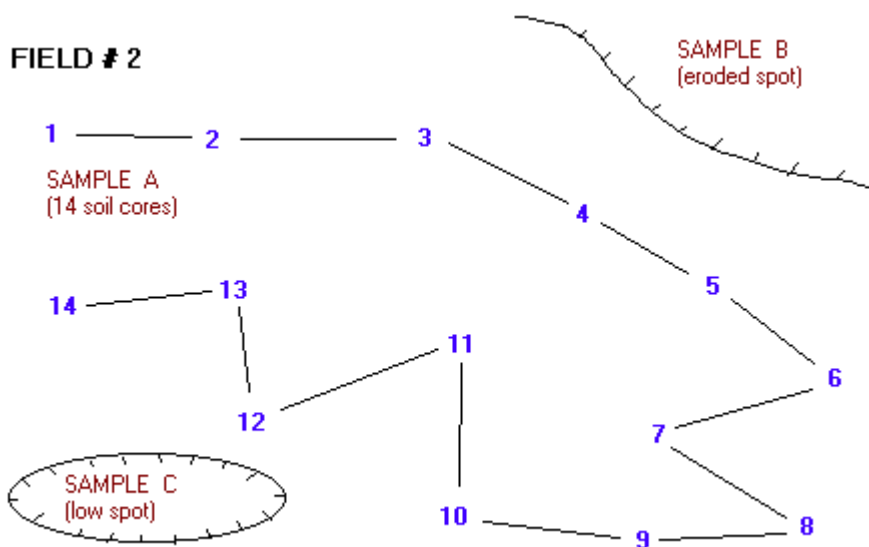 FIELD # 2
SAMPLE B
(eroded spot)
1
2
3
SAMPLE A
(14 soil cores)
4
5
14
13
11
6
12
7
SAMPLE C
(low spot)
10
9
8